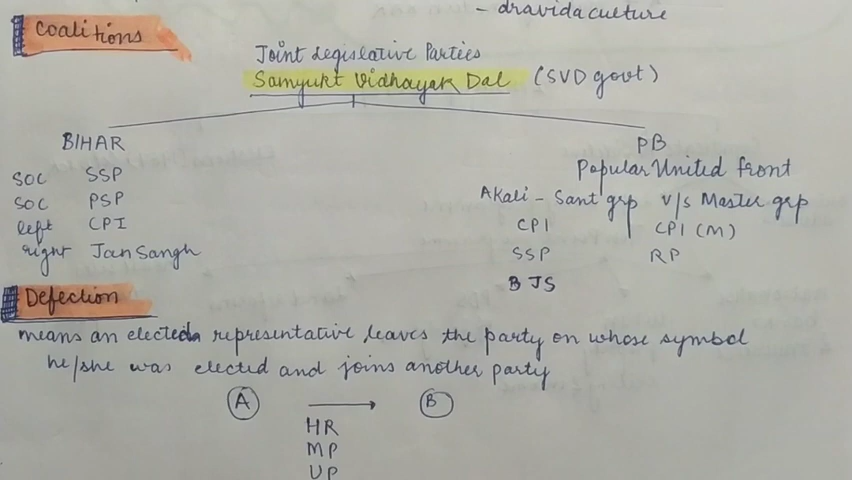 - dravida culture
Coalitions
Joint Legislative Parties
Samyukt Vidhayak Dal (SVD govt)
BIHAR
SOC SSP
SOC PSP
left CPI
right Jan Sangh
PB
Popular United front
Akali - Sant grp v/s Master grp
CPI CPI (M)
SSP RP
BJS
Defection
means an elected representative leaves the party on whose symbol
he/she was elected and joins another party
A → B
HR
MP
UP